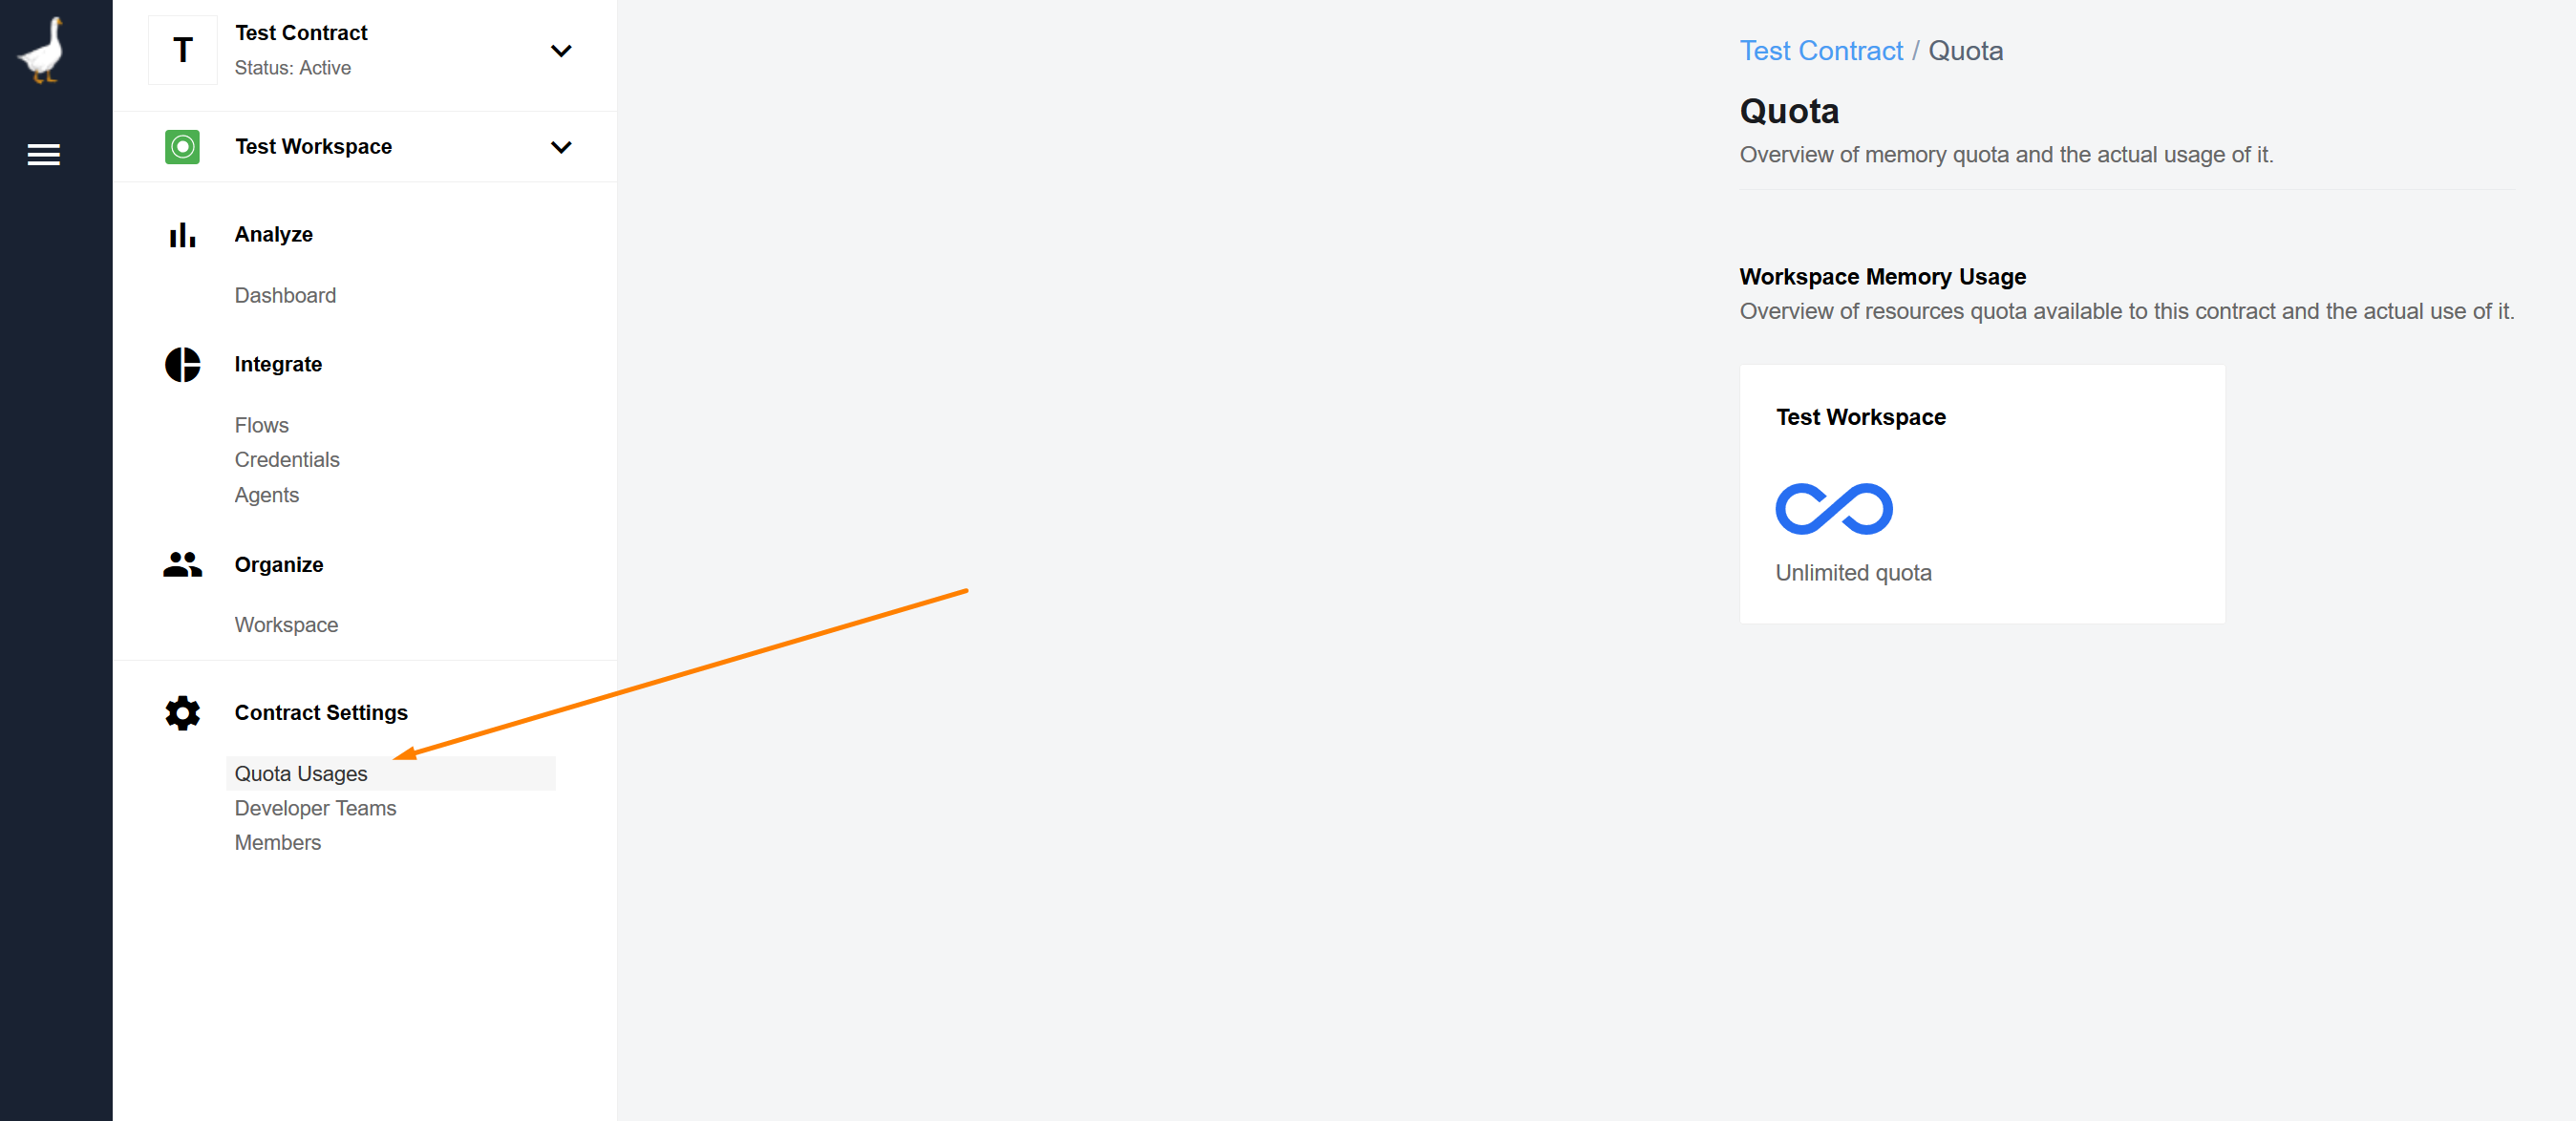 T
Test Contract
Status: Active
Test Workspace
Analyze
Dashboard
Integrate
Flows
Credentials
Agents
Organize
Workspace
Contract Settings
Quota Usages
Developer Teams
Members
Test Contract / Quota
Quota
Overview of memory quota and the actual usage of it.
Workspace Memory Usage
Overview of resources quota available to this contract and the actual use of it.
Test Workspace
Unlimited quota